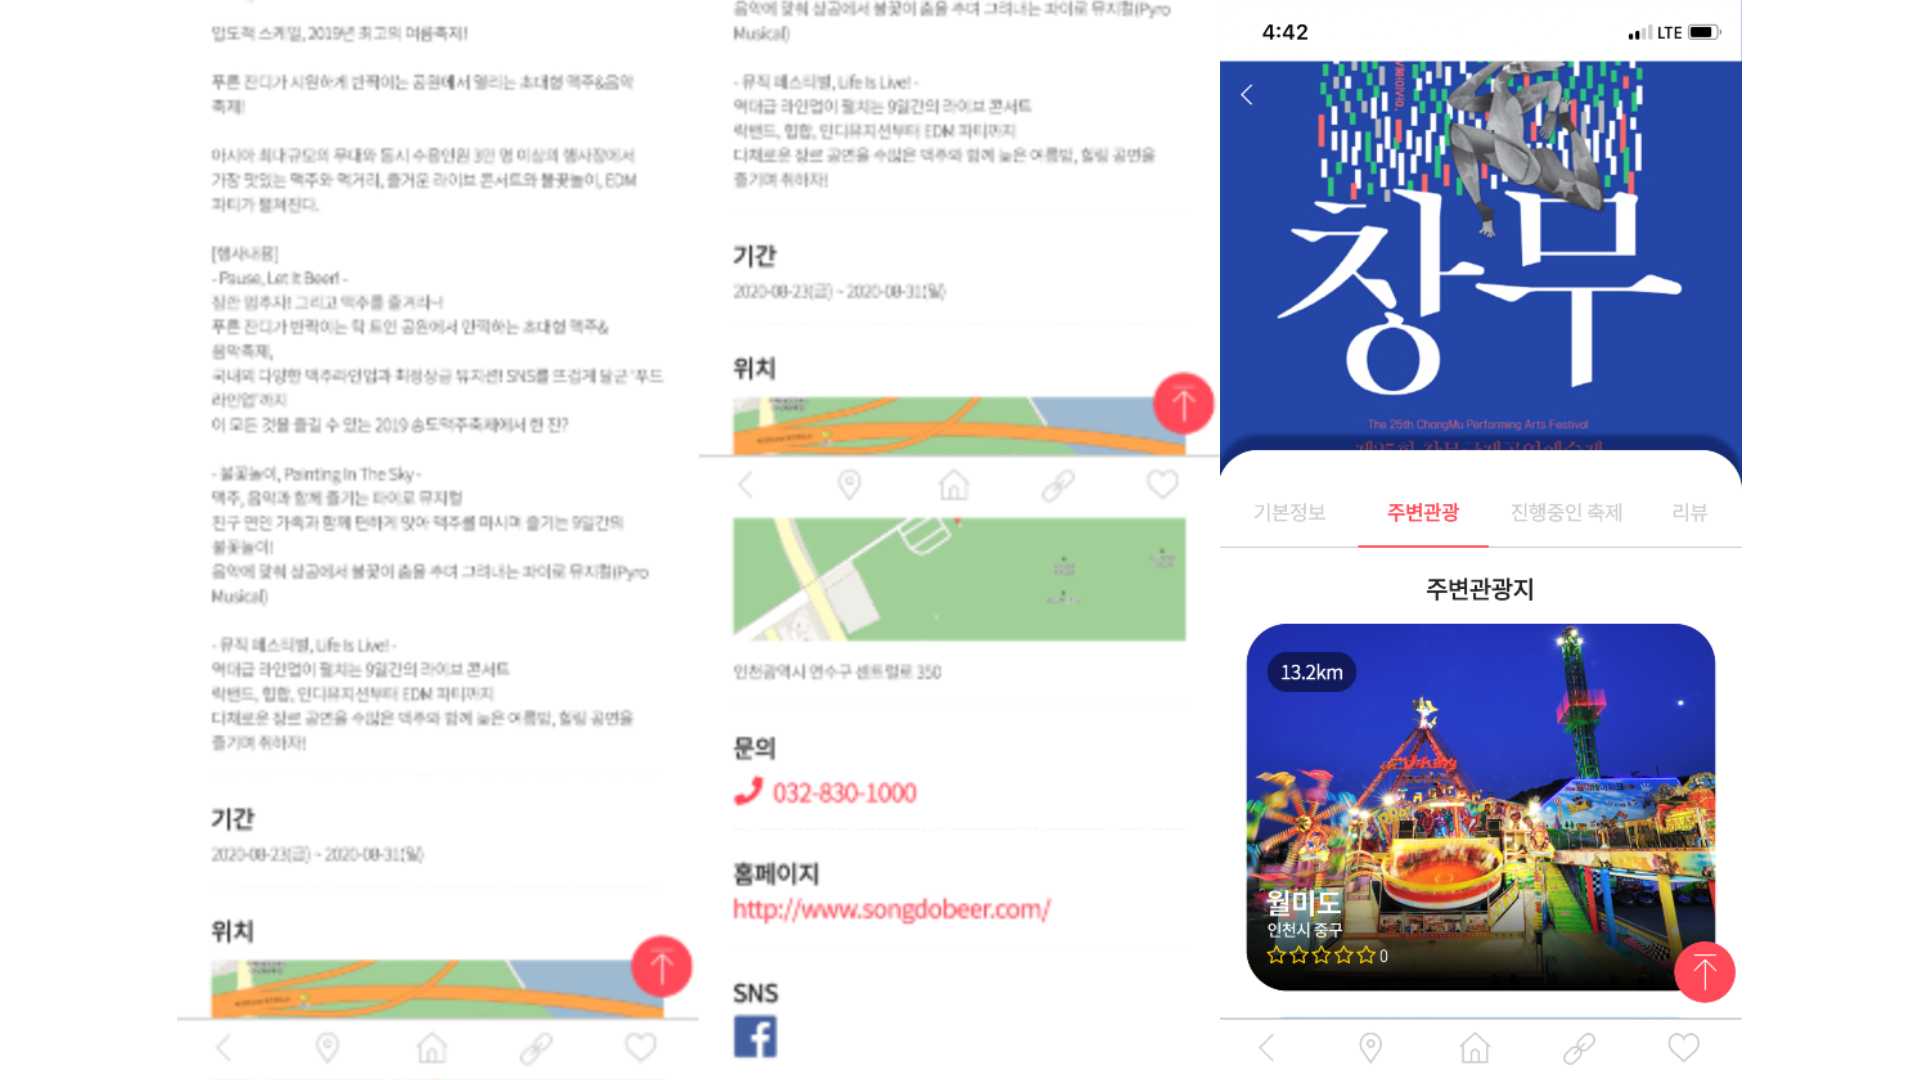 압도적 스케일, 2019년 최고의 여름축제!
푸른 잔디가 시원하게 반짝이는 공원에서 열리는 초대형 맥주&음악
축제!
아시아 최대규모의 무대와 동시 수용인원 3만 명 이상의 행사장에서
가장 맛있는 맥주와 먹거리, 즐거운 라이브 콘서트와 불꽃놀이, EDM
파티가 펼쳐진다.
[행사내용]
- Pause, Let It Beer! -
잠깐 멈추자! 그리고 맥주를 즐겨라~!
푸른 잔디가 반짝이는 탁 트인 공원에서 만끽하는 초대형 맥주&
음악축제,
국내외 다양한 맥주라인업과 최정상급 뮤지션! SNS를 뜨겁게 달군 '푸드
라인업'까지
이 모든 것을 즐길 수 있는 2019 송도맥주축제에서 한 잔?
- 불꽃놀이, Painting In The Sky -
맥주, 음악과 함께 즐기는 파이로 뮤지컬
친구 연인 가족과 함께 편하게 앉아 맥주를 마시며 즐기는 9일간의
불꽃놀이!
음악에 맞춰 상공에서 불꽃이 춤을 추며 그려내는 파이로 뮤지컬(Pyro
Musical)
- 뮤직 페스티벌, Life Is Live! -
역대급 라인업이 펼치는 9일간의 라이브 콘서트
락밴드, 힙합, 인디뮤지션부터 EDM 파티까지
다채로운 장르 공연을 수많은 맥주와 함께 늦은 여름밤, 힐링 공연을
즐기며 취하자!
기간
2020-08-23(금) ~ 2020-08-31(월)
위치
음악에 맞춰 상공에서 불꽃이 춤을 추며 그려내는 파이로 뮤지컬(Pyro
Musical)
- 뮤직 페스티벌, Life Is Live! -
역대급 라인업이 펼치는 9일간의 라이브 콘서트
락밴드, 힙합, 인디뮤지션부터 EDM 파티까지
다채로운 장르 공연을 수많은 맥주와 함께 늦은 여름밤, 힐링 공연을
즐기며 취하자!
기간
2020-08-23(금) ~ 2020-08-31(월)
위치
인천광역시 연수구 센트럴로 350
문의
032-830-1000
홈페이지
http://www.songdobeer.com/
SNS
4:42
LTE
창무
The 25th ChangMu Performing Arts Festival
기본정보 주변관광 진행중인 축제 리뷰
주변관광지
13.2km
월미도
인천시 중구
0